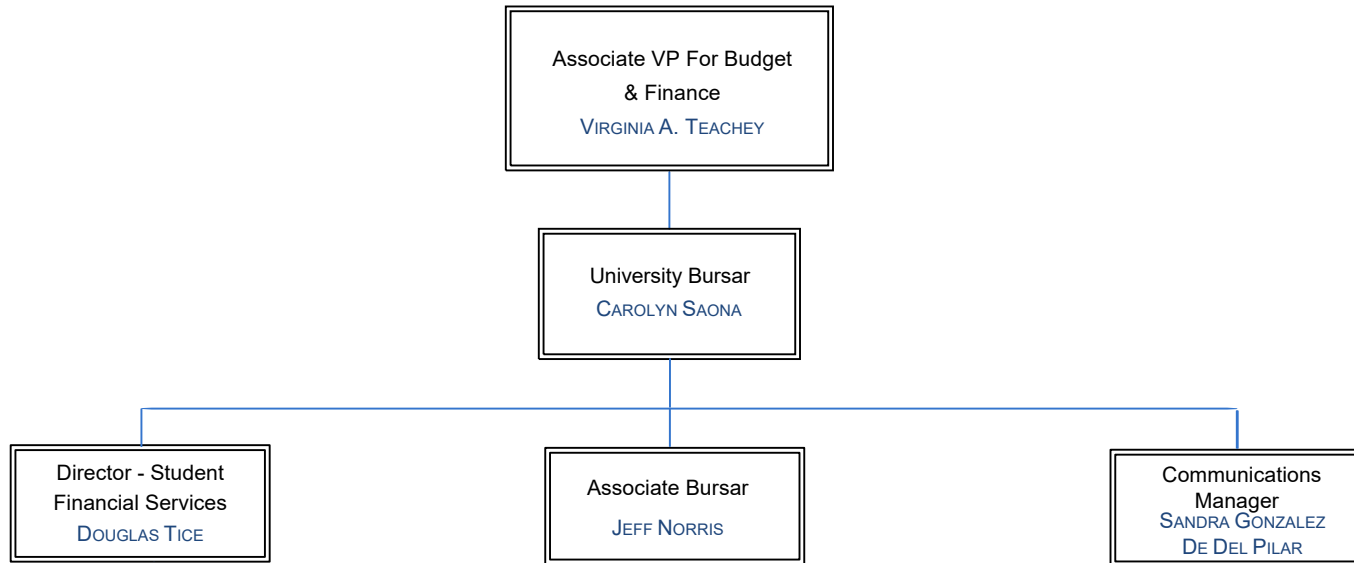 Associate VP For Budget
& Finance
VIRGINIA A. TEACHEY
University Bursar
CAROLYN SAONA
Director - Student
Financial Services
DOUGLAS TICE
Associate Bursar
JEFF NORRIS
Communications
Manager
SANDRA GONZALEZ
DE DEL PILAR